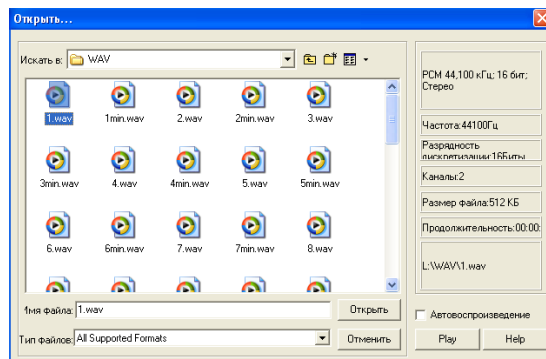 Открыть...
Искать в: WAV
1.wav 1min.wav 2.wav 2min.wav 3.wav
3min.wav 4.wav 4min.wav 5.wav 5min.wav
6.wav 6min.wav 7.wav 7min.wav 8.wav
Имя файла: 1.wav Открыть
Тип файлов: All Supported Formats Отменить
PCM 44,100 кГц; 16 бит;
Стерео
Частота:44100Гц
Разрядность
дискретизации:16Биты
Каналы:2
Размер файла:512 КБ
Продолжительность:00:00:
L:\WAV\1.wav
Автовоспроизведение
Play Help